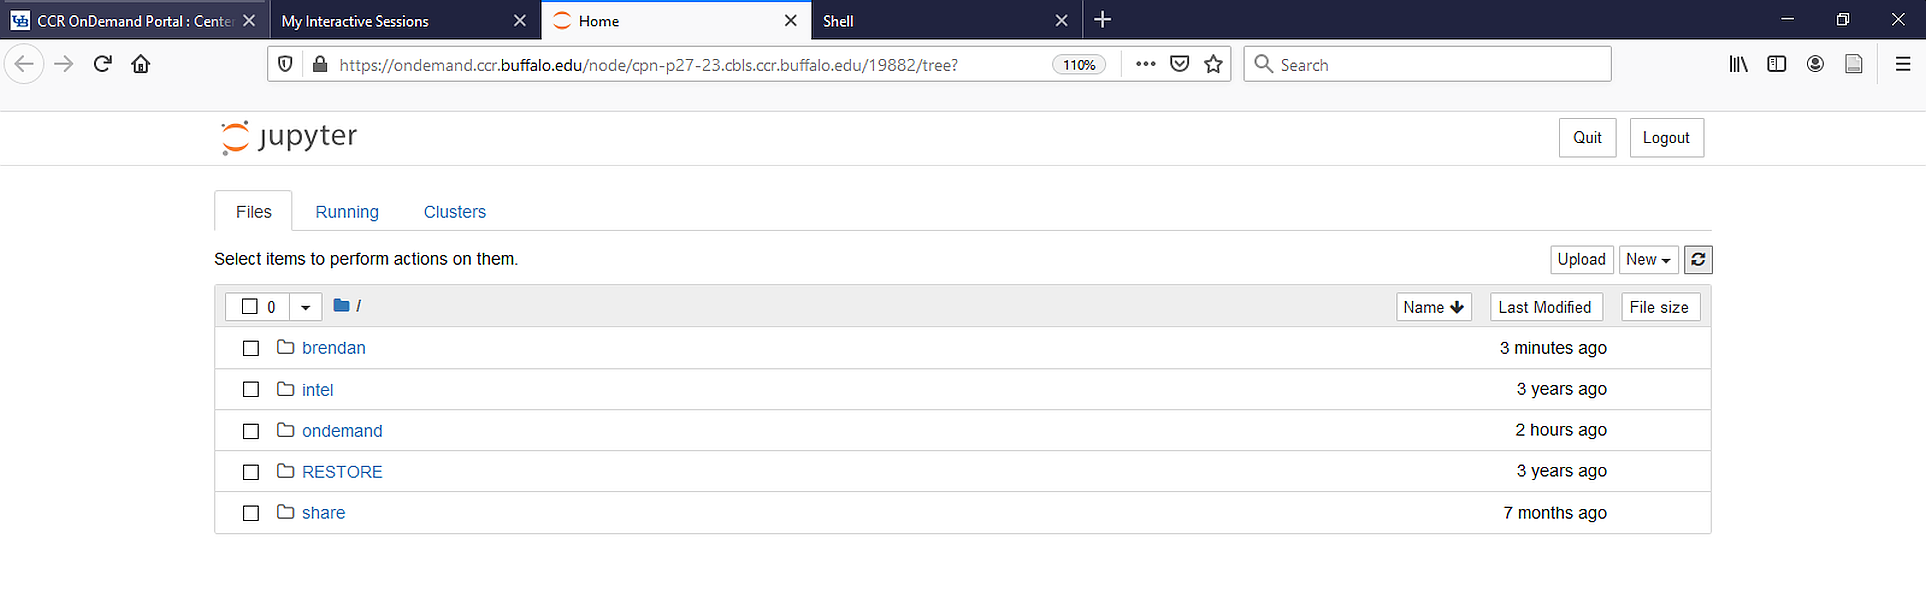 CCR OnDemand Portal : Center
My Interactive Sessions
Home
Shell
https://ondemand.ccr.buffalo.edu/node/cpn-p27-23.cbls.ccr.buffalo.edu/19882/tree?
110%
Search
jupyter
Quit
Logout
Files
Running
Clusters
Select items to perform actions on them.
Upload
New
0
/
Name
Last Modified
File size
brendan
3 minutes ago
intel
3 years ago
ondemand
2 hours ago
RESTORE
3 years ago
share
7 months ago